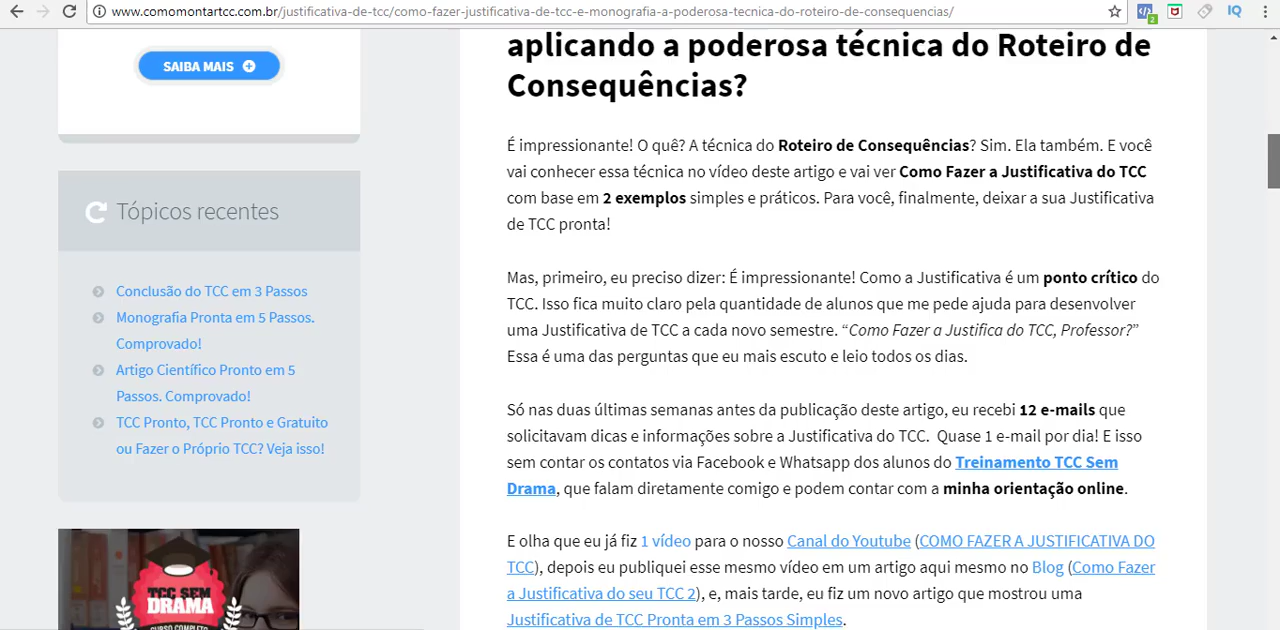 www.comomontartcc.com.br/justificativa-de-tcc/como-fazer-justificativa-de-tcc-e-monografia-a-poderosa-tecnica-do-roteiro-de-consequencias/
2
IQ
SAIBA MAIS
Tópicos recentes
Conclusão do TCC em 3 Passos
Monografia Pronta em 5 Passos.
Comprovado!
Artigo Científico Pronto em 5
Passos. Comprovado!
TCC Pronto, TCC Pronto e Gratuito
ou Fazer o Próprio TCC? Veja isso!
TCC SEM
DRAMA
CURSO COMPLETO
aplicando a poderosa técnica do Roteiro de
Consequências?
É impressionante! O quê? A técnica do Roteiro de Consequências? Sim. Ela também. E você
vai conhecer essa técnica no vídeo deste artigo e vai ver Como Fazer a Justificativa do TCC
com base em 2 exemplos simples e práticos. Para você, finalmente, deixar a sua Justificativa
de TCC pronta!
Mas, primeiro, eu preciso dizer: É impressionante! Como a Justificativa é um ponto crítico do
TCC. Isso fica muito claro pela quantidade de alunos que me pede ajuda para desenvolver
uma Justificativa de TCC a cada novo semestre. “Como Fazer a Justifica do TCC, Professor?”
Essa é uma das perguntas que eu mais escuto e leio todos os dias.
Só nas duas últimas semanas antes da publicação deste artigo, eu recebi 12 e-mails que
solicitavam dicas e informações sobre a Justificativa do TCC. Quase 1 e-mail por dia! E isso
sem contar os contatos via Facebook e Whatsapp dos alunos do Treinamento TCC Sem
Drama, que falam diretamente comigo e podem contar com a minha orientação online.
E olha que eu já fiz 1 vídeo para o nosso Canal do Youtube (COMO FAZER A JUSTIFICATIVA DO
TCC), depois eu publiquei esse mesmo vídeo em um artigo aqui mesmo no Blog (Como Fazer
a Justificativa do seu TCC 2), e, mais tarde, eu fiz um novo artigo que mostrou uma
Justificativa de TCC Pronta em 3 Passos Simples.